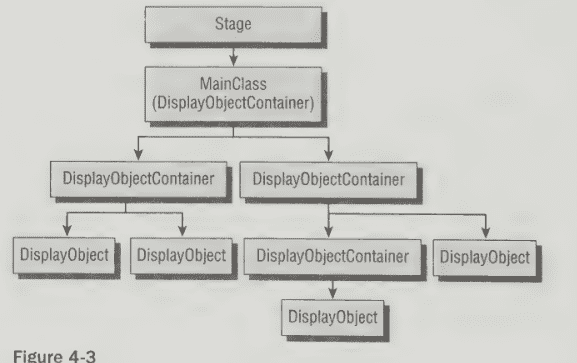 Stage
MainClass
(DisplayObjectContainer)
DisplayObjectContainer
DisplayObjectContainer
DisplayObject
DisplayObject
DisplayObjectContainer
DisplayObject
DisplayObject
Figure 4-3